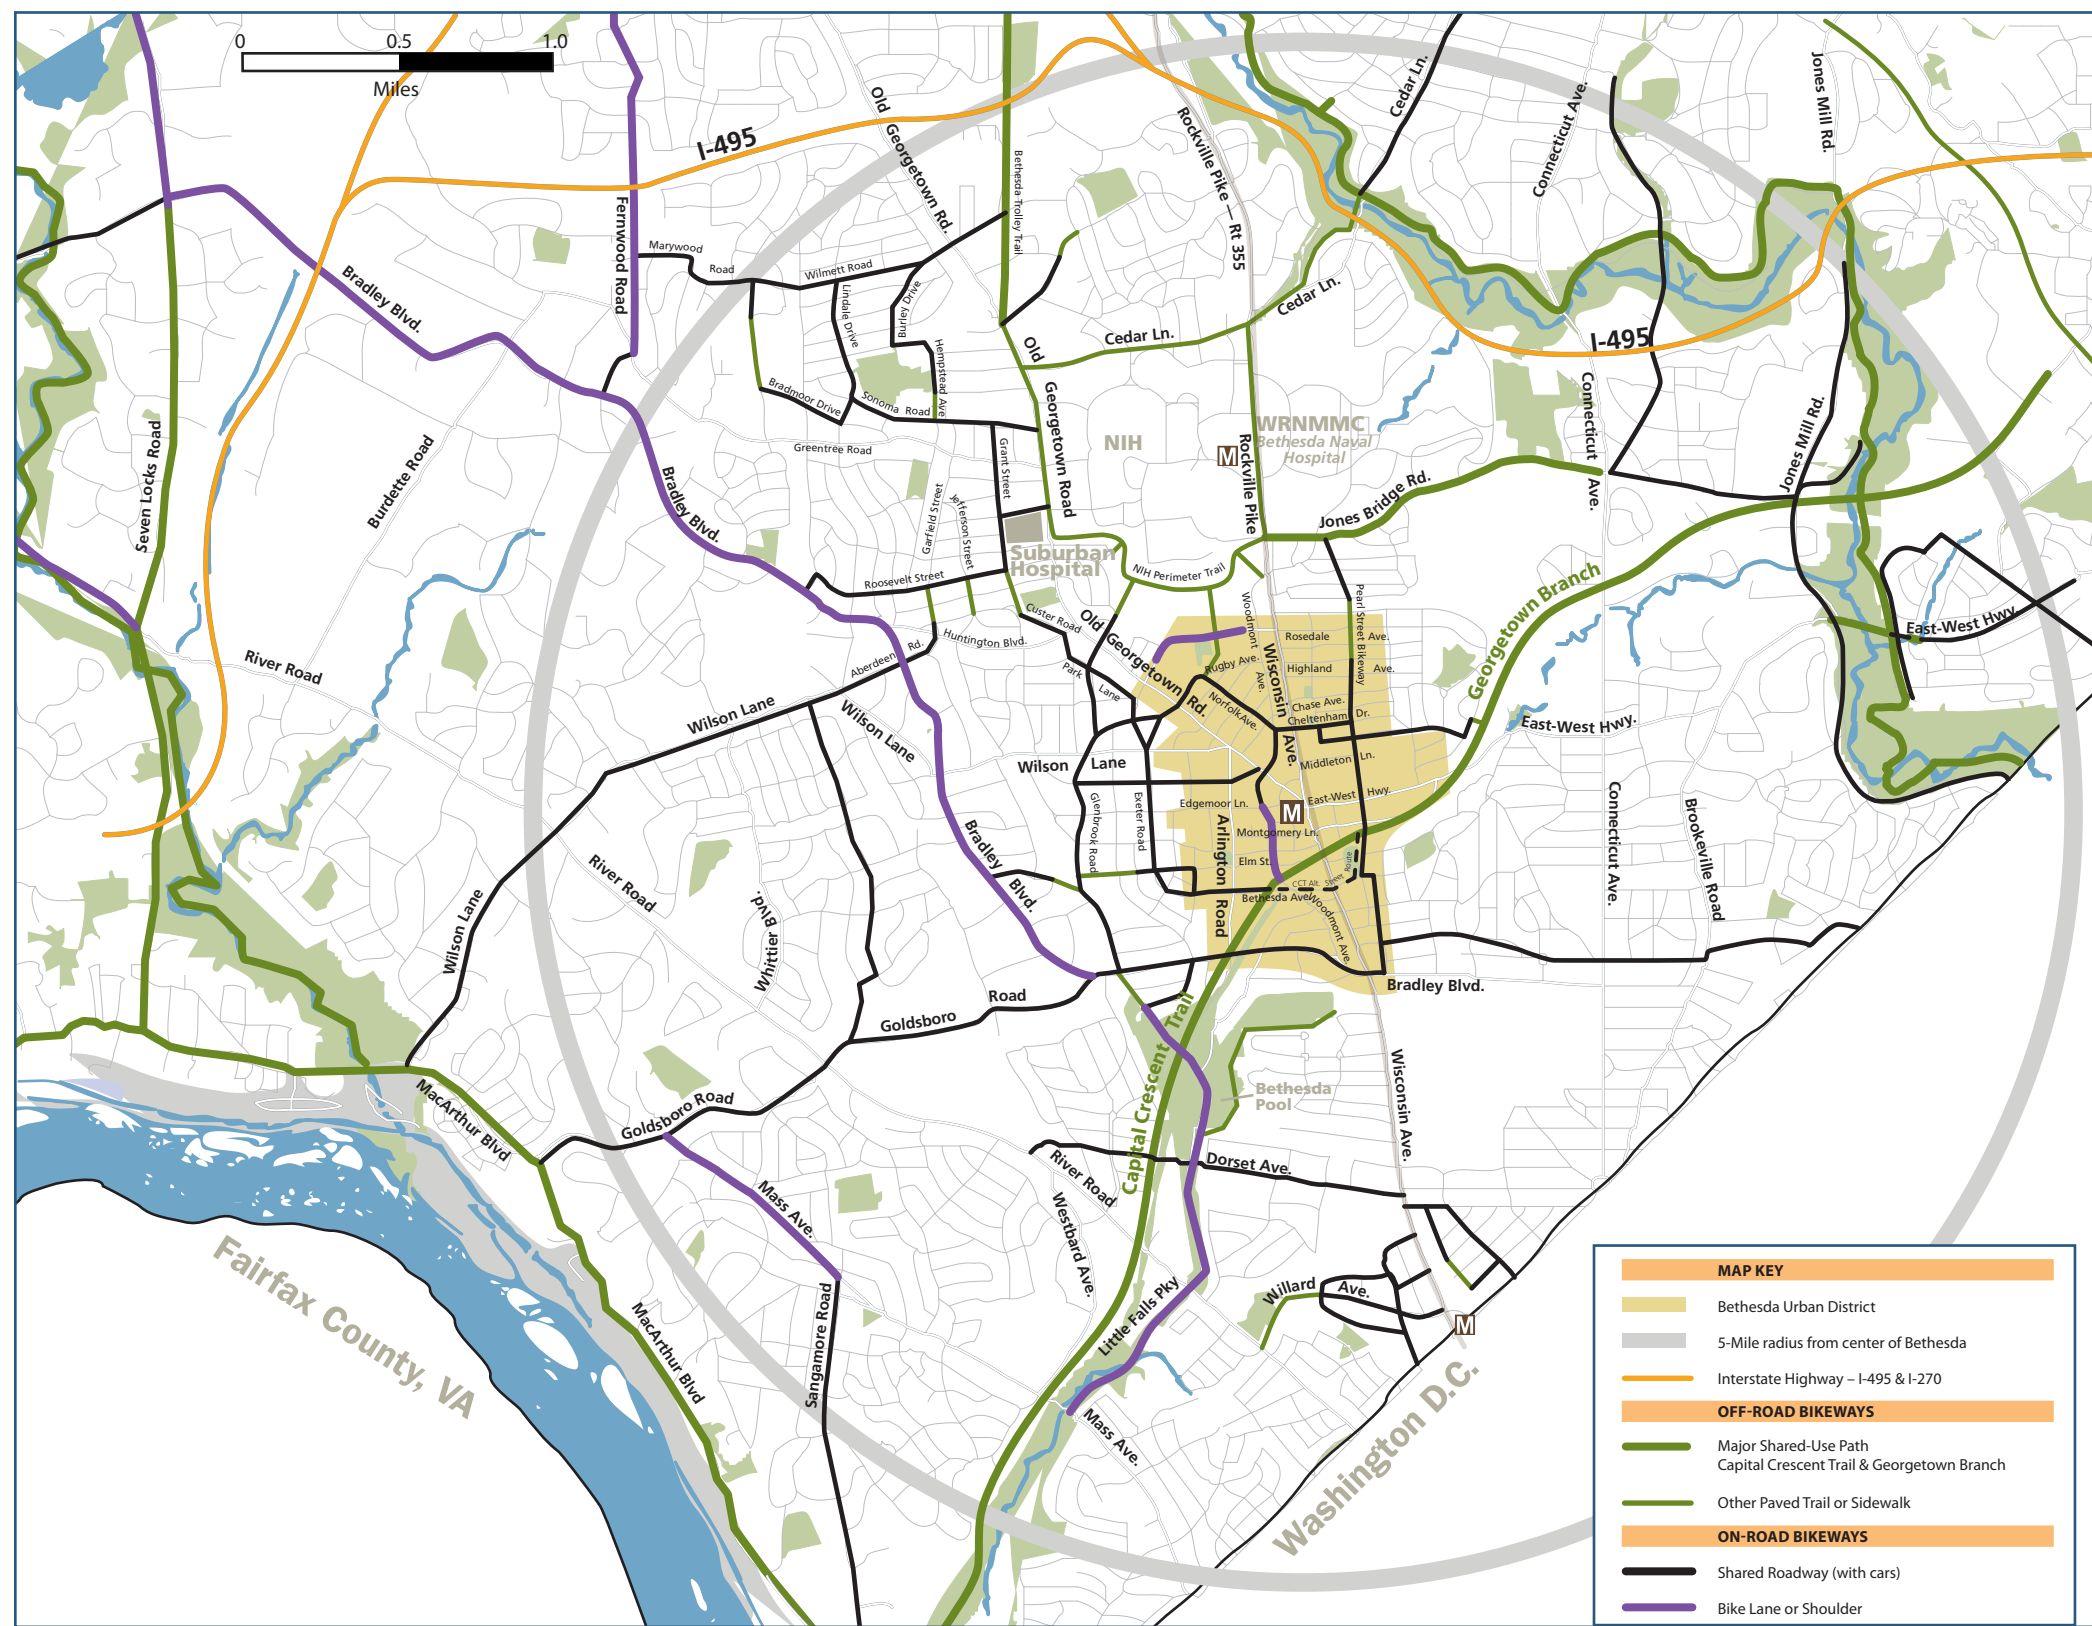 0 0.5 1.0
Miles
I-495
Old Georgetown Rd.
Bethesda Trolley Trail
Rockville Pike — Rt 355
Cedar Ln.
Connecticut Ave.
Jones Mill Rd.
Fernwood Road
Marywood Road
Wilmett Road
Lindale Drive
Burley Drive
Hempstead Ave.
Bradley Blvd.
Cedar Ln.
Cedar Ln.
I-495
Old Georgetown Road
Bradmoor Drive
Sonoma Road
Greentree Road
Grant Street
NIH
M
WRNMMC
Bethesda Naval
Hospital
Rockville Pike
Connecticut Ave.
Jones Mill Rd.
Seven Locks Road
Burdette Road
Bradley Blvd.
Garfield Street
Jefferson Street
Suburban
Hospital
Jones Bridge Rd.
NIH Perimeter Trail
Roosevelt Street
Custer Road
Huntington Blvd.
Aberdeen Rd.
Park Lane
Old Georgetown Rd.
Woodmont Ave.
Rosedale Ave.
Pearl Street Bikeway
Rugby Ave.
Highland Ave.
Wisconsin Ave.
Norfolk Ave.
Chase Ave.
Cheltenham Dr.
Georgetown Branch
East-West Hwy.
East-West Hwy.
River Road
Wilson Lane
Wilson Lane
Wilson Lane
Middleton Ln.
East-West Hwy.
Edgemoor Ln.
M
Montgomery Ln.
Glenbrook Road
Exeter Road
Arlington Road
Elm St.
CCT Alt. Street Route
Bethesda Ave.
Woodmont Ave.
Bradley Blvd.
Connecticut Ave.
Brookeville Road
River Road
Whittier Blvd.
Wilson Lane
Bradley Blvd.
Goldsboro Road
Capital Crescent Trail
Bethesda
Pool
Wisconsin Ave.
MacArthur Blvd
Goldsboro Road
Mass Ave.
River Road
Dorset Ave.
Westbard Ave.
Little Falls Pky
Willard Ave.
M
Fairfax County, VA
MacArthur Blvd
Sangamore Road
Mass Ave.
Washington D.C.
MAP KEY
Bethesda Urban District
5-Mile radius from center of Bethesda
Interstate Highway – I-495 & I-270
OFF-ROAD BIKEWAYS
Major Shared-Use Path
Capital Crescent Trail & Georgetown Branch
Other Paved Trail or Sidewalk
ON-ROAD BIKEWAYS
Shared Roadway (with cars)
Bike Lane or Shoulder